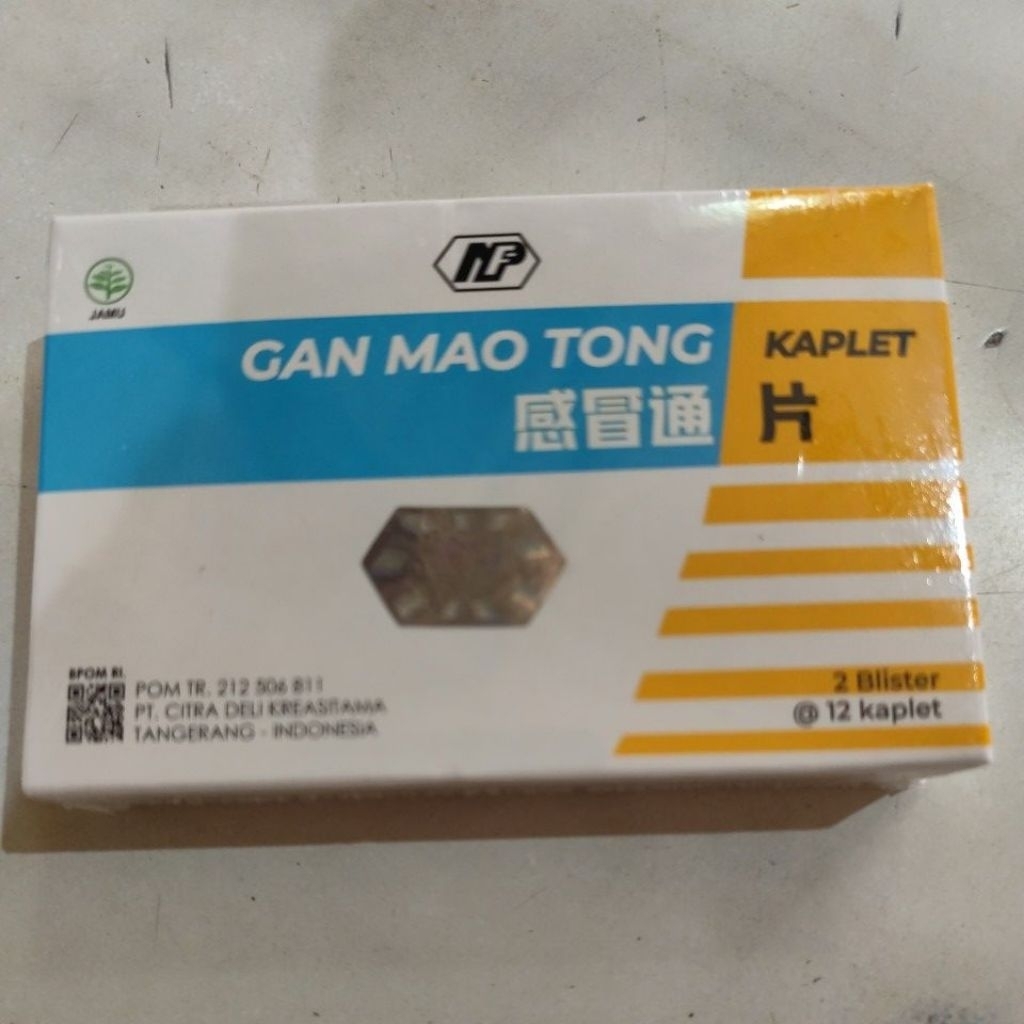 NF
JAMU
GAN MAO TONG
感冒通
KAPLET
片
BPOM RI.
POM TR. 212 506 811
PT. CITRA DELI KREASITAMA
TANGERANG - INDONESIA
2 Blister
@ 12 kaplet